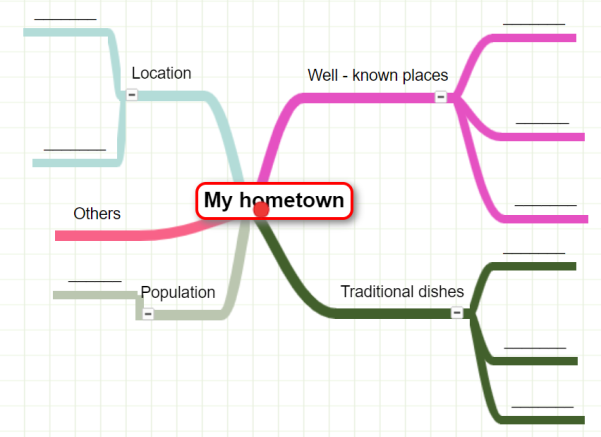 Location
Well - known places
My hometown
Others
Population
Traditional dishes